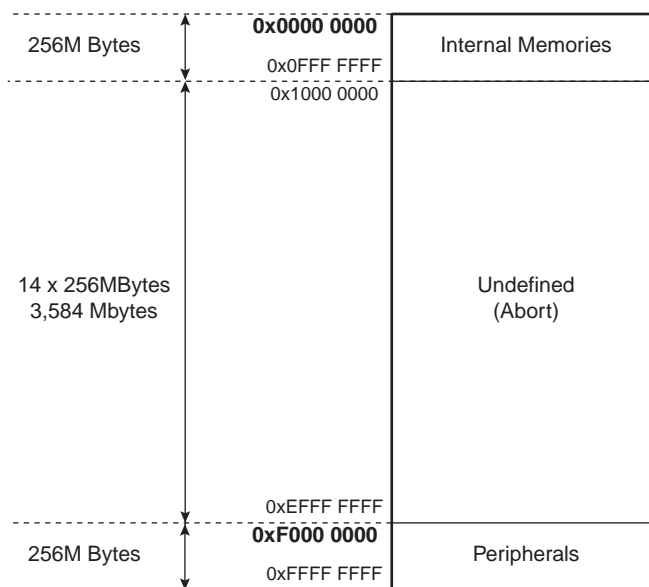 0x0000 0000
256M Bytes
Internal Memories
0x0FFF FFFF
0x1000 0000
14 x 256MBytes
3,584 Mbytes
Undefined
(Abort)
0xEFFF FFFF
0xF000 0000
256M Bytes
Peripherals
0xFFFF FFFF